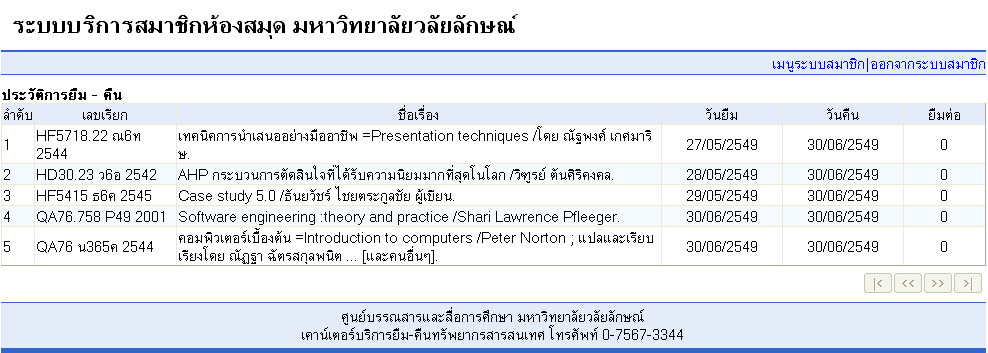 ระบบบริการสมาชิกห้องสมุด มหาวิทยาลัยวลัยลักษณ์
เมนูระบบสมาชิก|ออกจากระบบสมาชิก
ประวัติการยืม - คืน
ลำดับ เลขเรียก ชื่อเรื่อง วันยืม วันคืน ยืมต่อ
1 HF5718.22 ณ6ท 2544 เทคนิคการนำเสนออย่างมืออาชีพ =Presentation techniques /โดย ณัฐพงศ์ เกศมาริษ. 27/05/2549 30/06/2549 0
2 HD30.23 ว6อ 2542 AHP กระบวนการตัดสินใจที่ได้รับความนิยมมากที่สุดในโลก /วิฑูรย์ ตันศิริคงคล. 28/05/2549 30/06/2549 0
3 HF5415 ธ6ค 2545 Case study 5.0 /ธันยวัชร์ ไชยตระกูลชัย ผู้เขียน. 29/05/2549 30/06/2549 0
4 QA76.758 P49 2001 Software engineering :theory and practice /Shari Lawrence Pfleeger. 30/06/2549 30/06/2549 0
5 QA76 น365ค 2544 คอมพิวเตอร์เบื้องต้น =Introduction to computers /Peter Norton ; แปลและเรียบเรียงโดย ณัฏฐา ฉัตรสกุลพนิต ... [และคนอื่นๆ]. 30/06/2549 30/06/2549 0
|< << >> >|
ศูนย์บรรณสารและสื่อการศึกษา มหาวิทยาลัยวลัยลักษณ์
เคาน์เตอร์บริการยืม-คืนทรัพยากรสารสนเทศ โทรศัพท์ 0-7567-3344